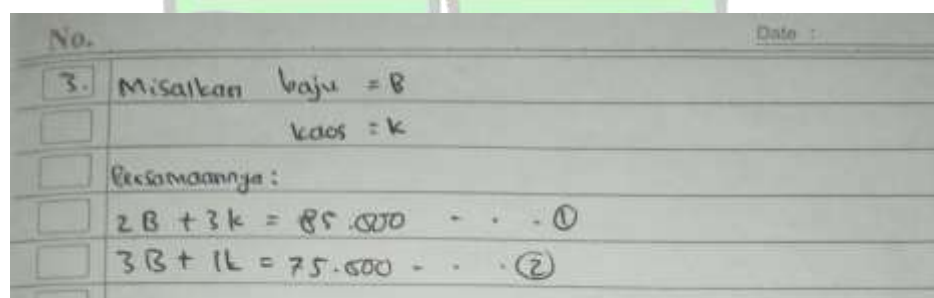 No. Date :
3. Misalkan baju = B
kaos = k
Persamaannya :
2B + 3k = 85.000 - - - ①
3B + 1k = 75.000 - - - ②